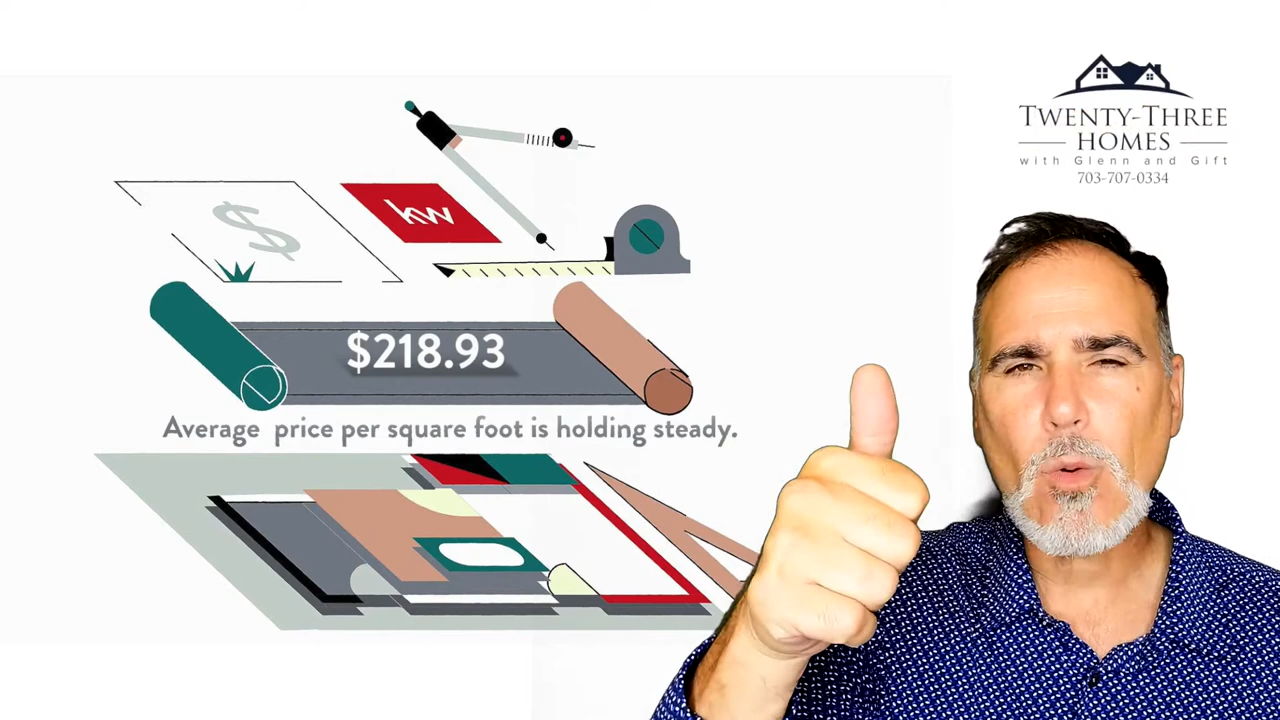 TWENTY-THREE
HOMES
with Glenn and Gift
703-707-0334
$
kw
$218.93
Average price per square foot is holding steady.